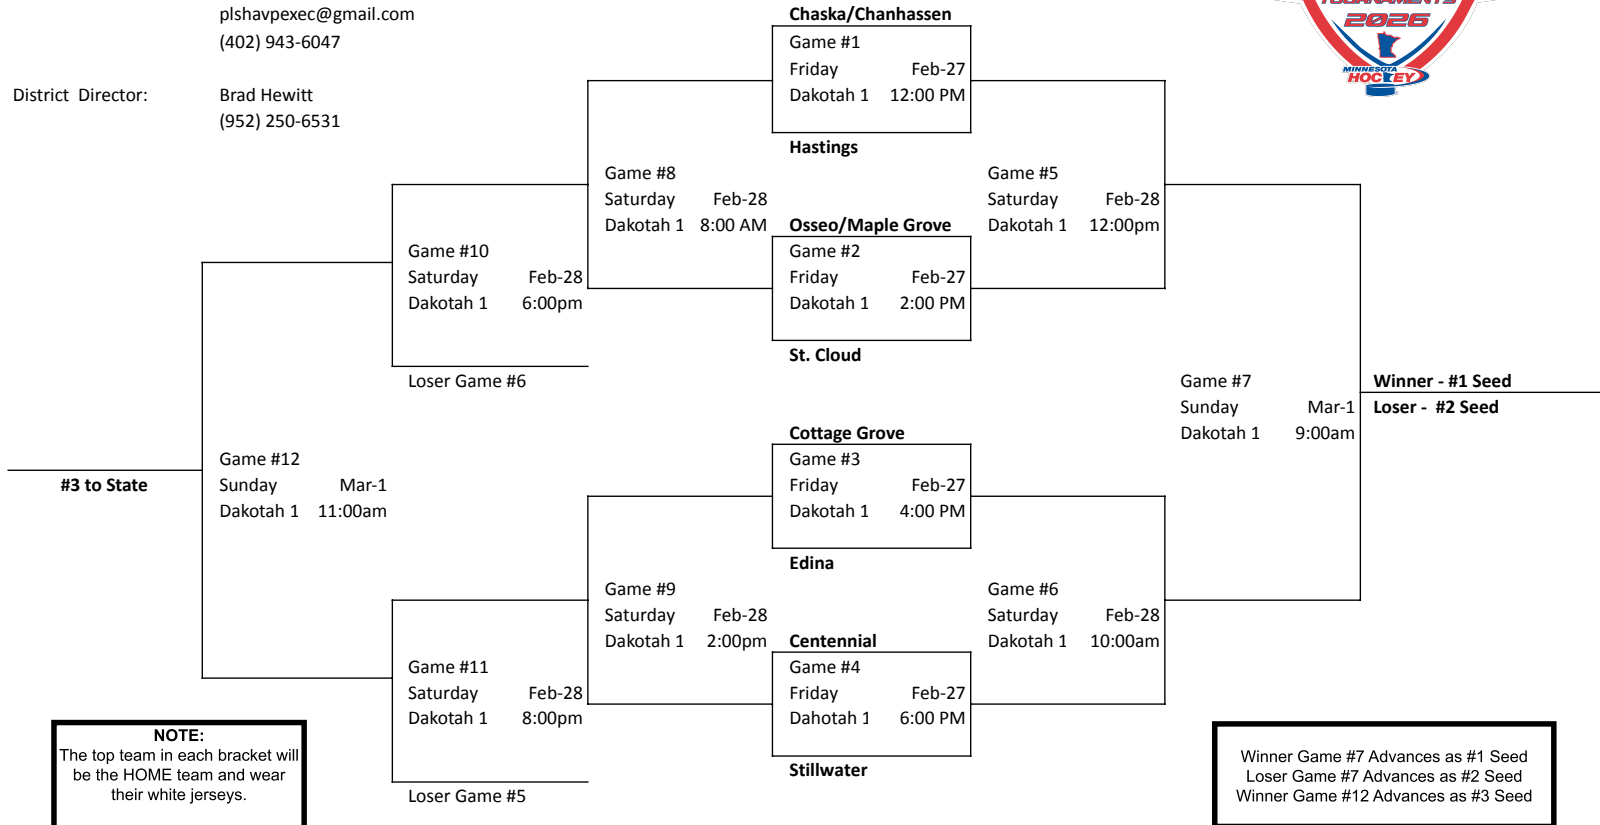 plshavpexec@gmail.com
(402) 943-6047
District Director:
Brad Hewitt
(952) 250-6531
TOURNAMENTS
2026
MINNESOTA
HOCKEY
Chaska/Chanhassen
Game #1
Friday Feb-27
Dakotah 1 12:00 PM
Hastings
Game #8
Saturday Feb-28
Dakotah 1 8:00 AM
Game #5
Saturday Feb-28
Dakotah 1 12:00pm
Osseo/Maple Grove
Game #2
Friday Feb-27
Dakotah 1 2:00 PM
St. Cloud
Game #10
Saturday Feb-28
Dakotah 1 6:00pm
Loser Game #6
Game #7
Sunday Mar-1
Dakotah 1 9:00am
Winner - #1 Seed
Loser - #2 Seed
Cottage Grove
Game #3
Friday Feb-27
Dakotah 1 4:00 PM
Edina
Game #12
Sunday Mar-1
Dakotah 1 11:00am
#3 to State
Game #9
Saturday Feb-28
Dakotah 1 2:00pm
Game #6
Saturday Feb-28
Dakotah 1 10:00am
Centennial
Game #4
Friday Feb-27
Dahotah 1 6:00 PM
Stillwater
Game #11
Saturday Feb-28
Dakotah 1 8:00pm
Loser Game #5
NOTE:
The top team in each bracket will
be the HOME team and wear
their white jerseys.
Winner Game #7 Advances as #1 Seed
Loser Game #7 Advances as #2 Seed
Winner Game #12 Advances as #3 Seed